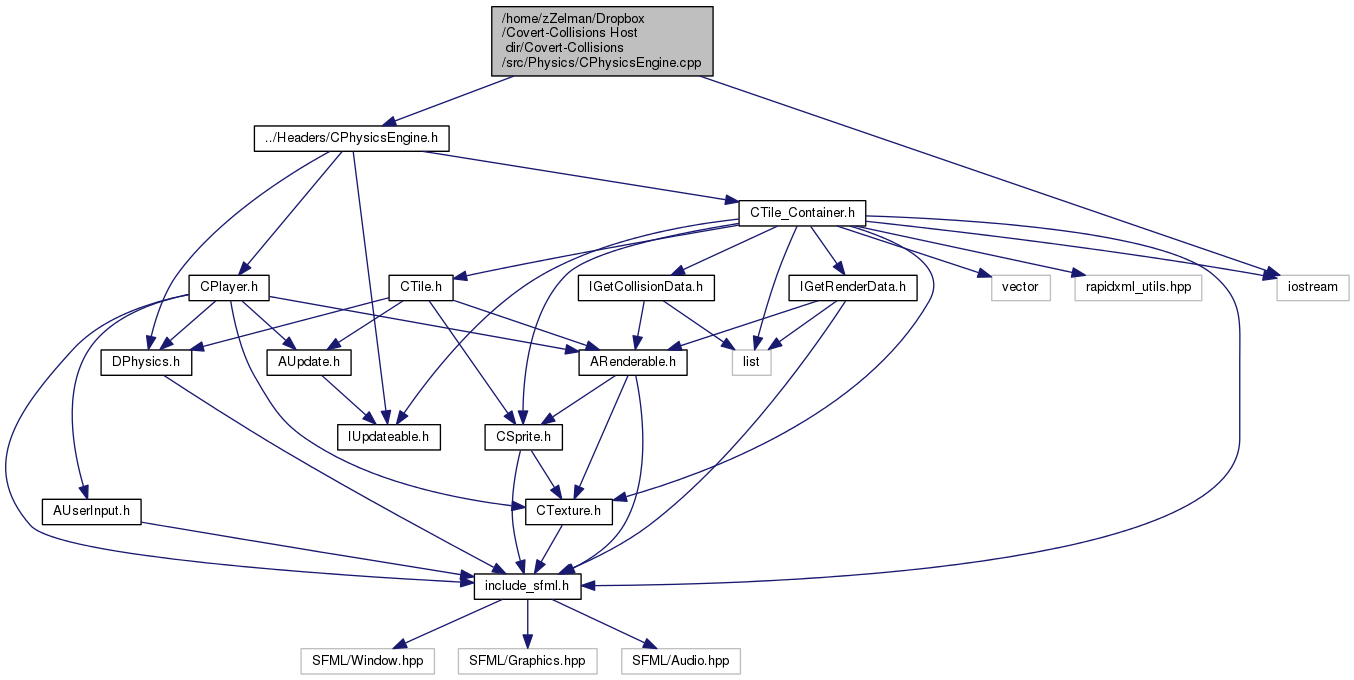 /home/zZelman/Dropbox
/Covert-Collisions Host
dir/Covert-Collisions
/src/Physics/CPhysicsEngine.cpp
../Headers/CPhysicsEngine.h
CTile_Container.h
CPlayer.h
CTile.h
IGetCollisionData.h
IGetRenderData.h
vector
rapidxml_utils.hpp
iostream
DPhysics.h
AUpdate.h
ARenderable.h
list
IUpdateable.h
CSprite.h
AUserInput.h
CTexture.h
include_sfml.h
SFML/Window.hpp
SFML/Graphics.hpp
SFML/Audio.hpp